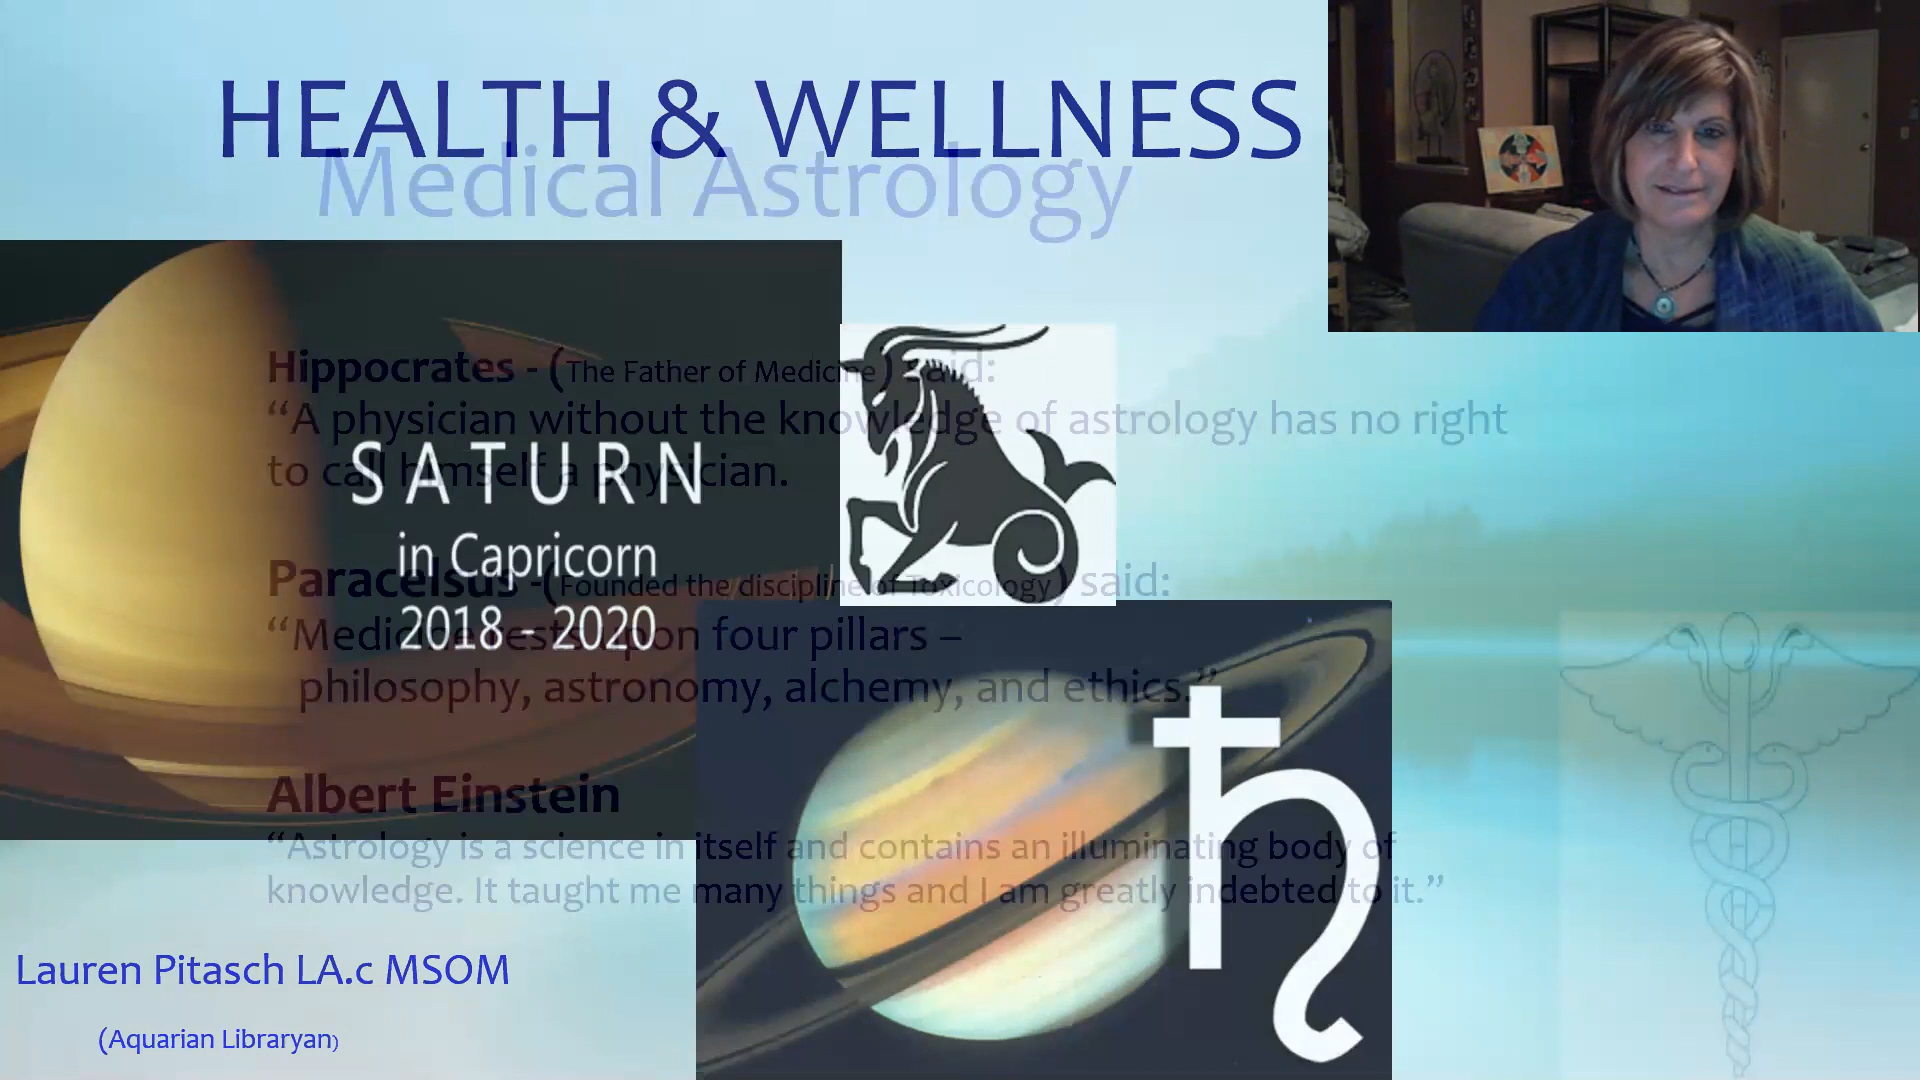 HEALTH & WELLNESS
Medical Astrology
Hippocrates - (The Father of Medicine) said:
“A physician without the knowledge of astrology has no right
to call himself a physician.
SATURN
in Capricorn
2018 - 2020
Paracelsus -(Founded the discipline of Toxicology) said:
“Medicine rests upon four pillars –
philosophy, astronomy, alchemy, and ethics.”
Albert Einstein
“Astrology is a science in itself and contains an illuminating body of
knowledge. It taught me many things and I am greatly indebted to it.”
♄
Lauren Pitasch LA.c MSOM
(Aquarian Libraryan)